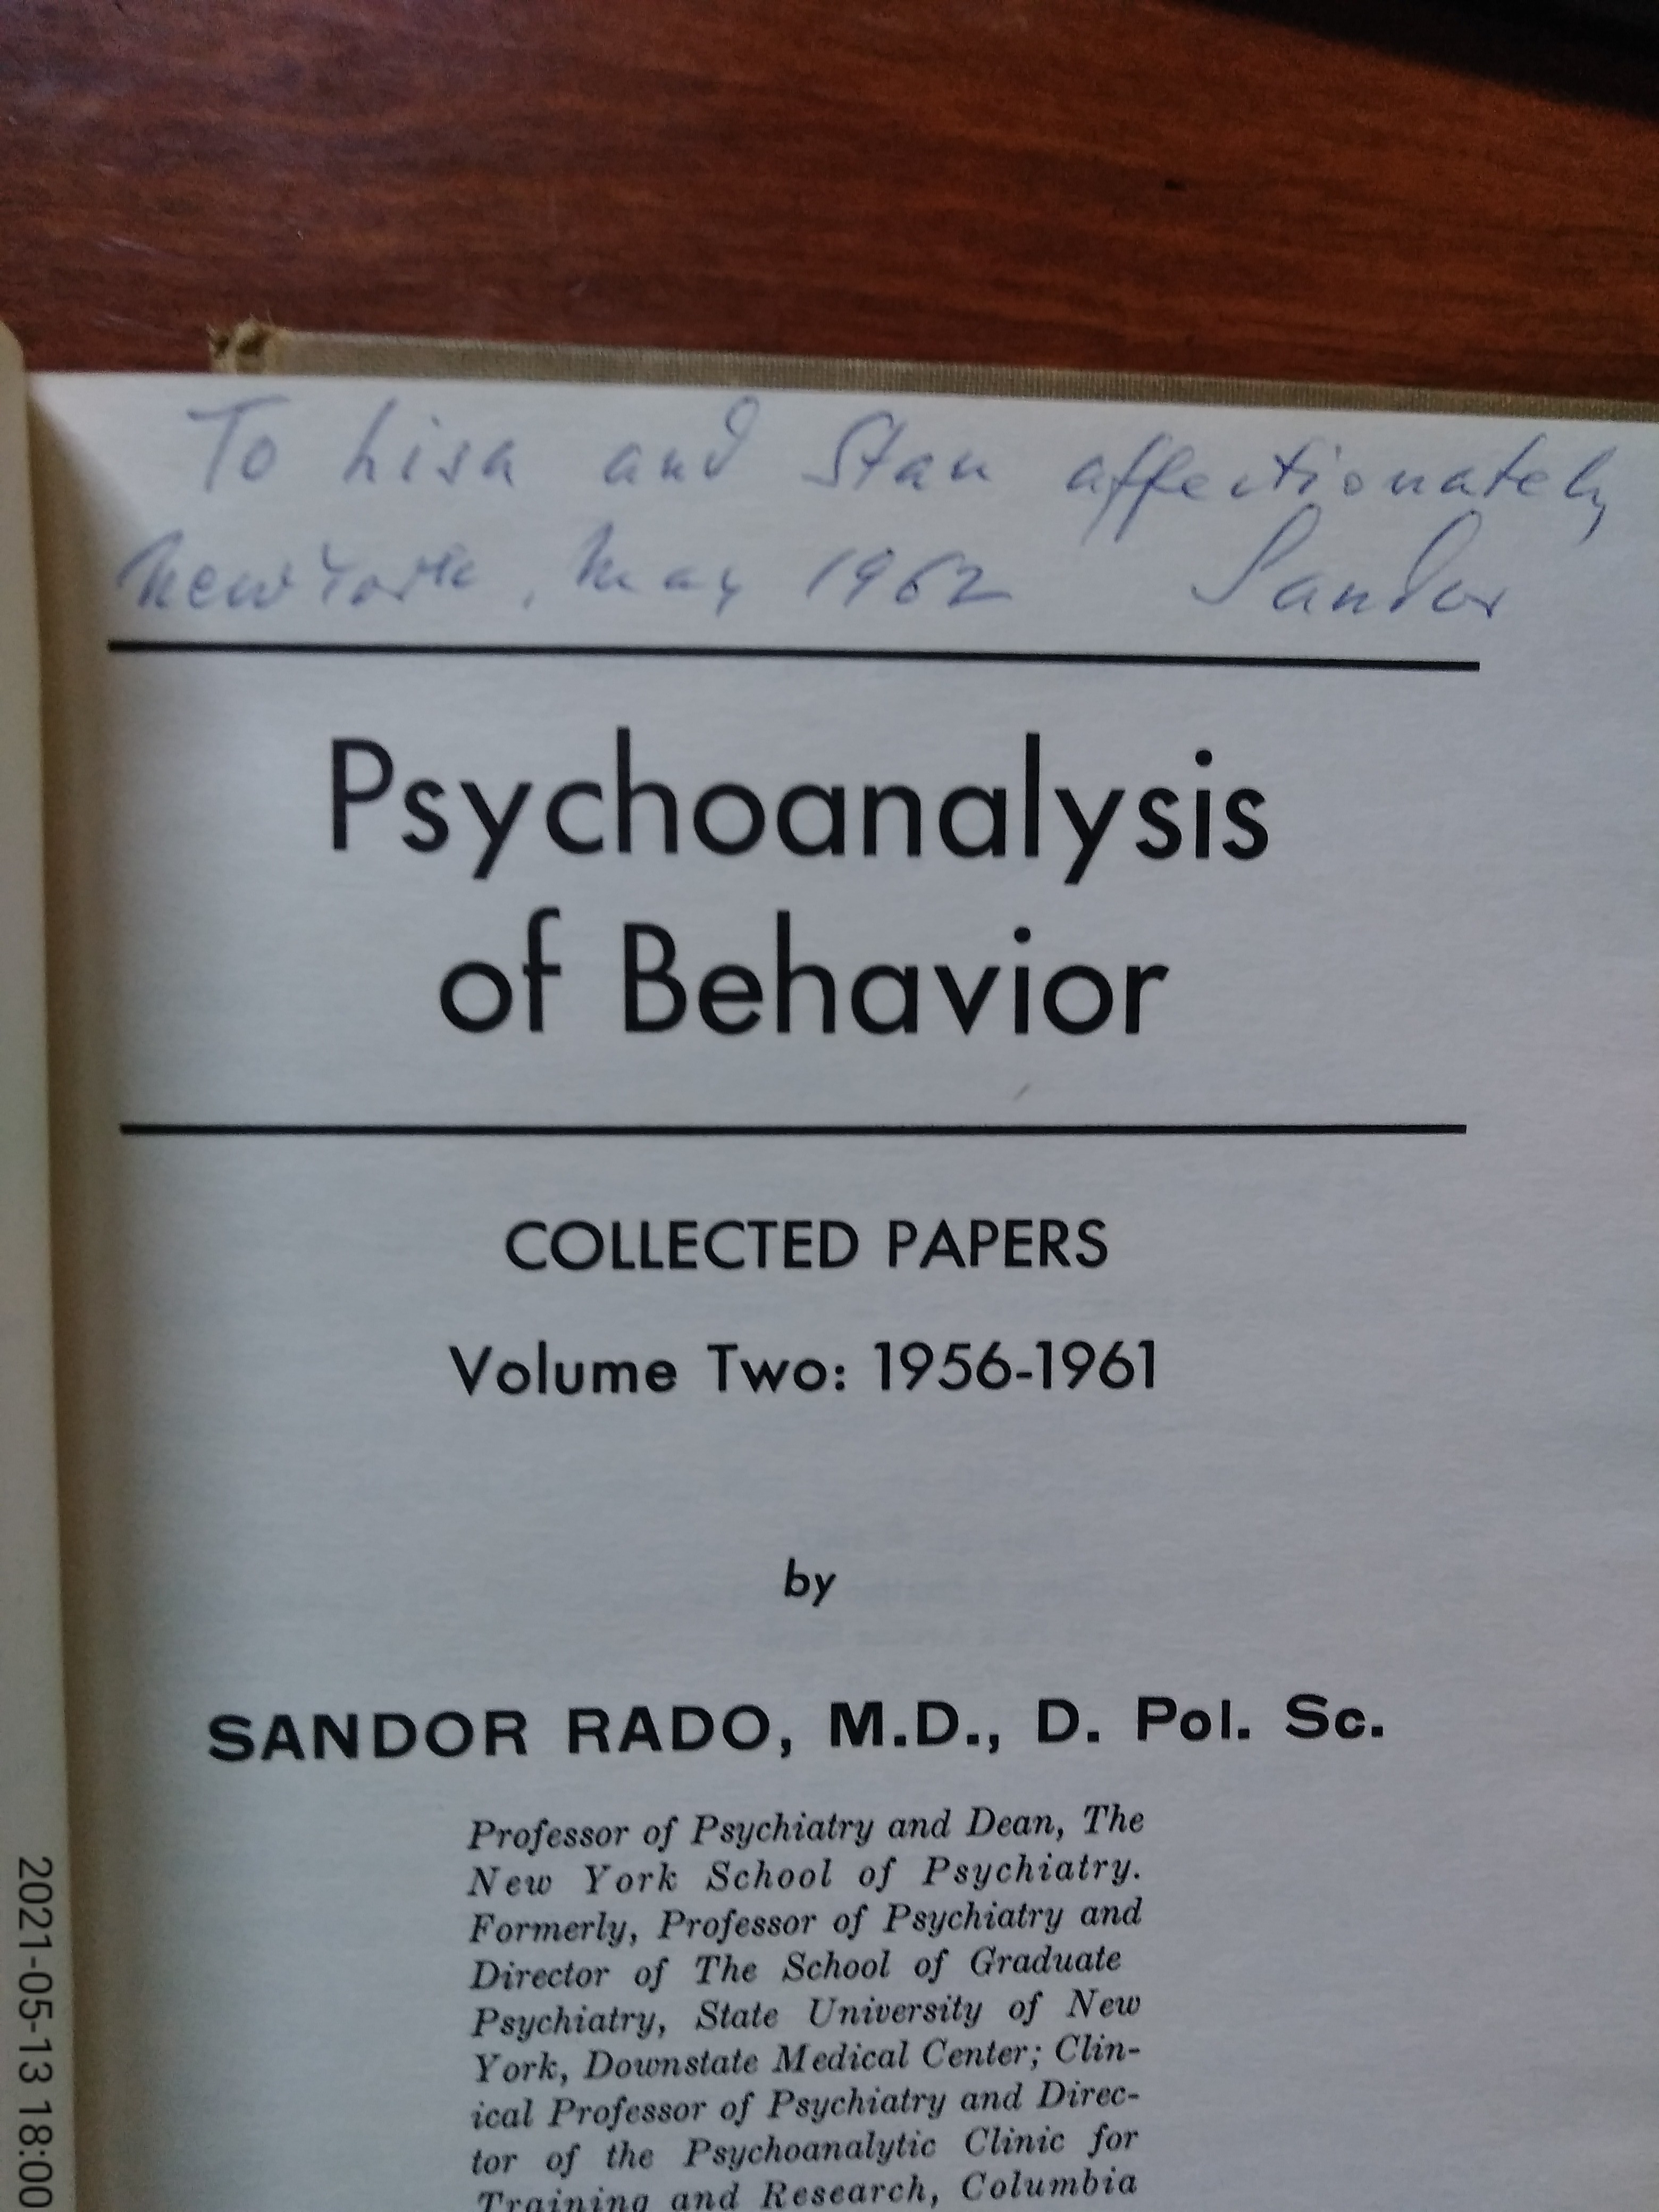 To Lisa and Stan affectionately
New York, May 1962 Sandor
Psychoanalysis
of Behavior
COLLECTED PAPERS
Volume Two: 1956-1961
by
SANDOR RADO, M.D., D. Pol. Sc.
Professor of Psychiatry and Dean, The
New York School of Psychiatry.
Formerly, Professor of Psychiatry and
Director of The School of Graduate
Psychiatry, State University of New
York, Downstate Medical Center; Clin-
ical Professor of Psychiatry and Direc-
tor of the Psychoanalytic Clinic for
Training and Research, Columbia
2021-05-13 18:00